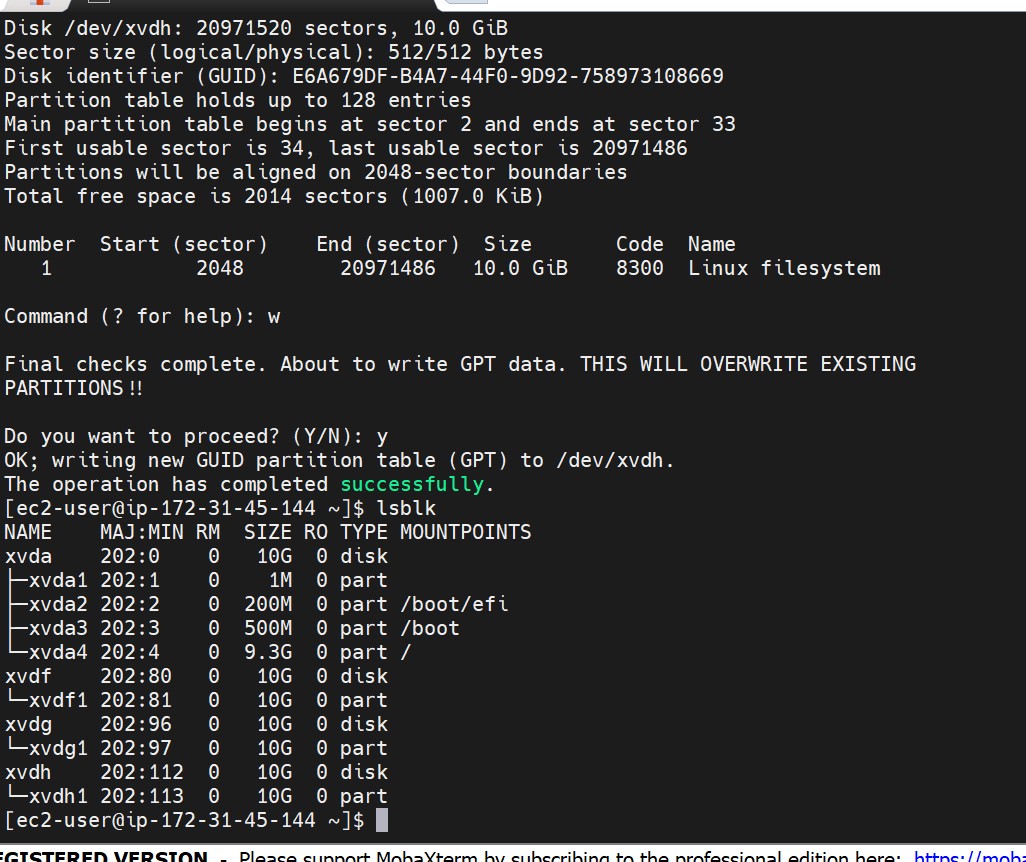 Disk /dev/xvdh: 20971520 sectors, 10.0 GiB
Sector size (logical/physical): 512/512 bytes
Disk identifier (GUID): E6A679DF-B4A7-44F0-9D92-758973108669
Partition table holds up to 128 entries
Main partition table begins at sector 2 and ends at sector 33
First usable sector is 34, last usable sector is 20971486
Partitions will be aligned on 2048-sector boundaries
Total free space is 2014 sectors (1007.0 KiB)
Number  Start (sector)    End (sector)  Size       Code  Name
   1            2048        20971486   10.0 GiB    8300  Linux filesystem
Command (? for help): w
Final checks complete. About to write GPT data. THIS WILL OVERWRITE EXISTING
PARTITIONS!!
Do you want to proceed? (Y/N): y
OK; writing new GUID partition table (GPT) to /dev/xvdh.
The operation has completed successfully.
[ec2-user@ip-172-31-45-144 ~]$ lsblk
NAME    MAJ:MIN RM   SIZE RO TYPE MOUNTPOINTS
xvda    202:0    0    10G  0 disk
├─xvda1 202:1    0     1M  0 part
├─xvda2 202:2    0   200M  0 part /boot/efi
├─xvda3 202:3    0   500M  0 part /boot
└─xvda4 202:4    0   9.3G  0 part /
xvdf    202:80   0    10G  0 disk
└─xvdf1 202:81   0    10G  0 part
xvdg    202:96   0    10G  0 disk
└─xvdg1 202:97   0    10G  0 part
xvdh    202:112  0    10G  0 disk
└─xvdh1 202:113  0    10G  0 part
[ec2-user@ip-172-31-45-144 ~]$
EGISTERED VERSION - Please support MobaXterm by subscribing to the professional edition here: https://moba